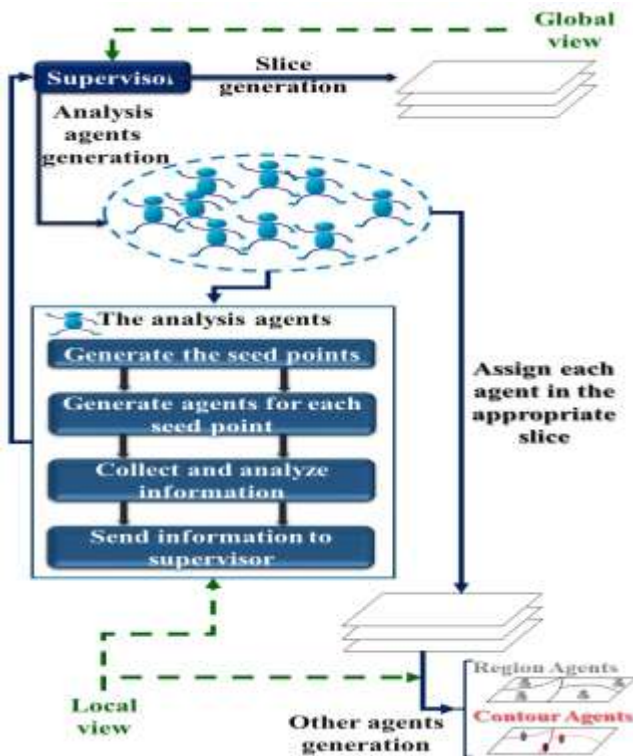 Global
view
Supervisor
Slice
generation
Analysis
agents
generation
The analysis agents
Generate the seed points
Generate agents for each
seed point
Collect and analyze
information
Send information to
supervisor
Assign each
agent in the
appropriate
slice
Local
view
Other agents
generation
Region Agents
Contour Agents